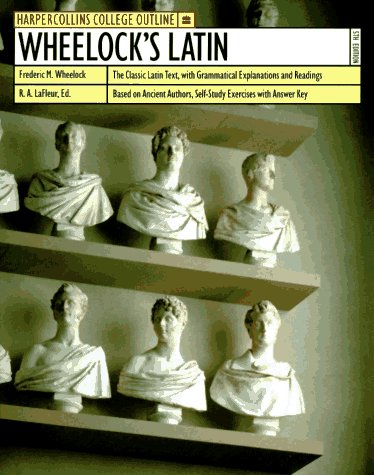 HARPERCOLLINS COLLEGE OUTLINE
WHEELOCK'S LATIN
5TH EDITION
Frederic M. Wheelock
The Classic Latin Text, with Grammatical Explanations and Readings
R. A. LaFleur, Ed.
Based on Ancient Authors, Self-Study Exercises with Answer Key